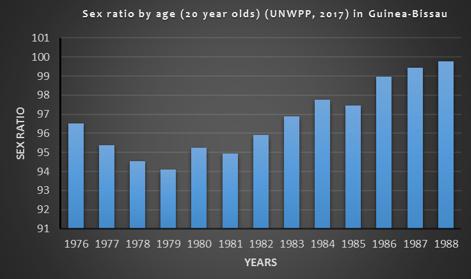 Sex ratio by age (20 year olds) (UNWPP, 2017) in Guinea-Bissau
101
100
99
98
97
96
95
94
93
92
91
SEX RATIO
1976 1977 1978 1979 1980 1981 1982 1983 1984 1985 1986 1987 1988
YEARS